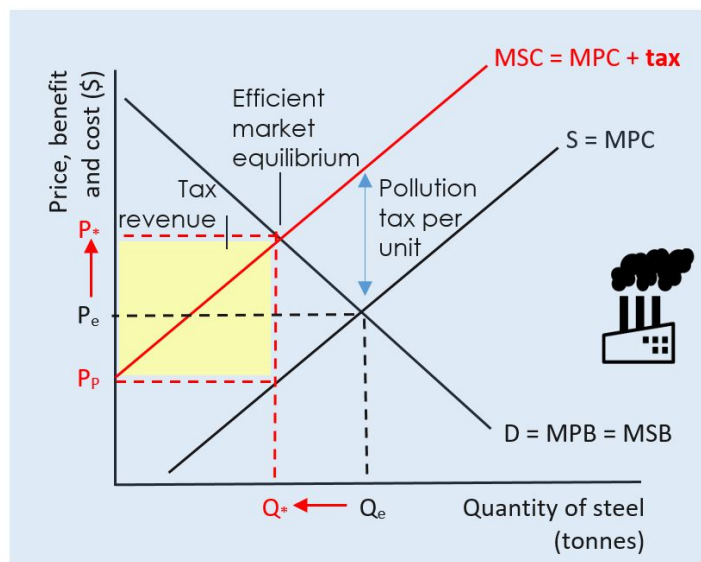 Price, benefit
and cost ($)
MSC = MPC + tax
Efficient
market
equilibrium
S = MPC
Tax
revenue
Pollution
tax per
unit
P*
Pe
Pp
D = MPB = MSB
Q*
Qe
Quantity of steel
(tonnes)